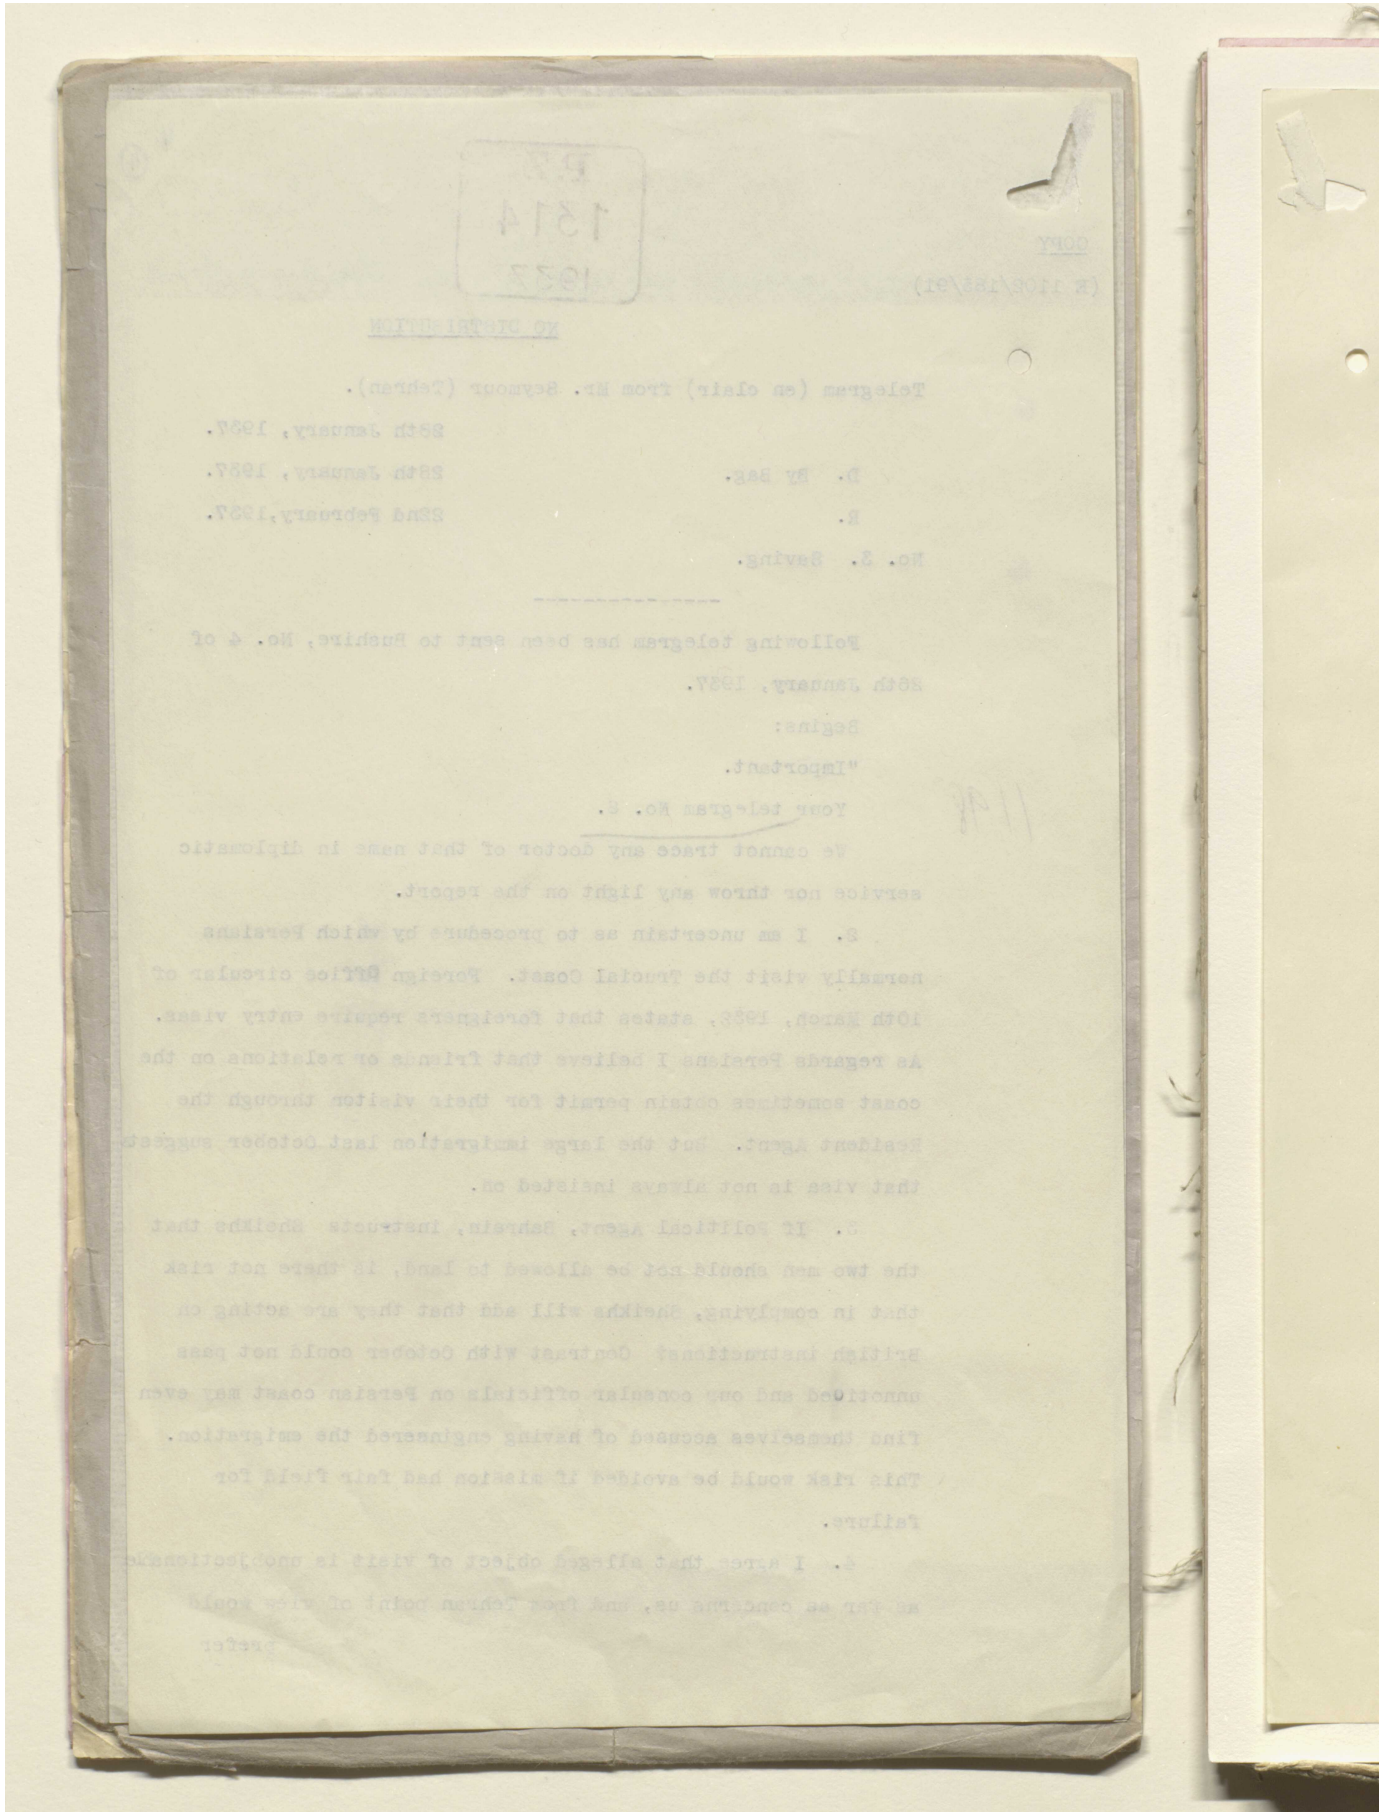 P.Z.
1314
1937
COPY
(E 1109/185/91)
NO DISTRIBUTION
Telegram (en clair) from Mr. Seymour (Tehran).
28th January, 1937.
D. By Bag. 28th January, 1937.
R. 22nd February, 1937.
No. 3. Saving.
Following telegram has been sent to Bushire, No. 4 of
28th January, 1937.
Begins:
"Important.
Your telegram No. 2.
We cannot trace any doctor of that name in diplomatic
service nor throw any light on the report.
2. I am uncertain as to procedure by which Persians
normally visit the Trucial Coast. Foreign Office circular of
10th March, states that foreigners require entry visas.
As regards Persians I believe that friends or relations on the
coast sometimes obtain permit for their visitor through the
Resident Agent. But the large immigration last October suggests
that visa is not always insisted on.
3. If Political Agent, Bahrein, instructs Sheikhs that
the two men should not be allowed to land, is there not risk
that in complying, Sheikhs will add that they are acting on
British instructions? Contrast with October could not pass
unnoticed and our consular officials on Persian coast may even
find themselves accused of having engineered the emigration.
This risk would be avoided if mission had fair field for
failure.
4. I agree that alleged object of visit is unobjectionable
as far as concerns us, and from Tehran point of view would
prefer